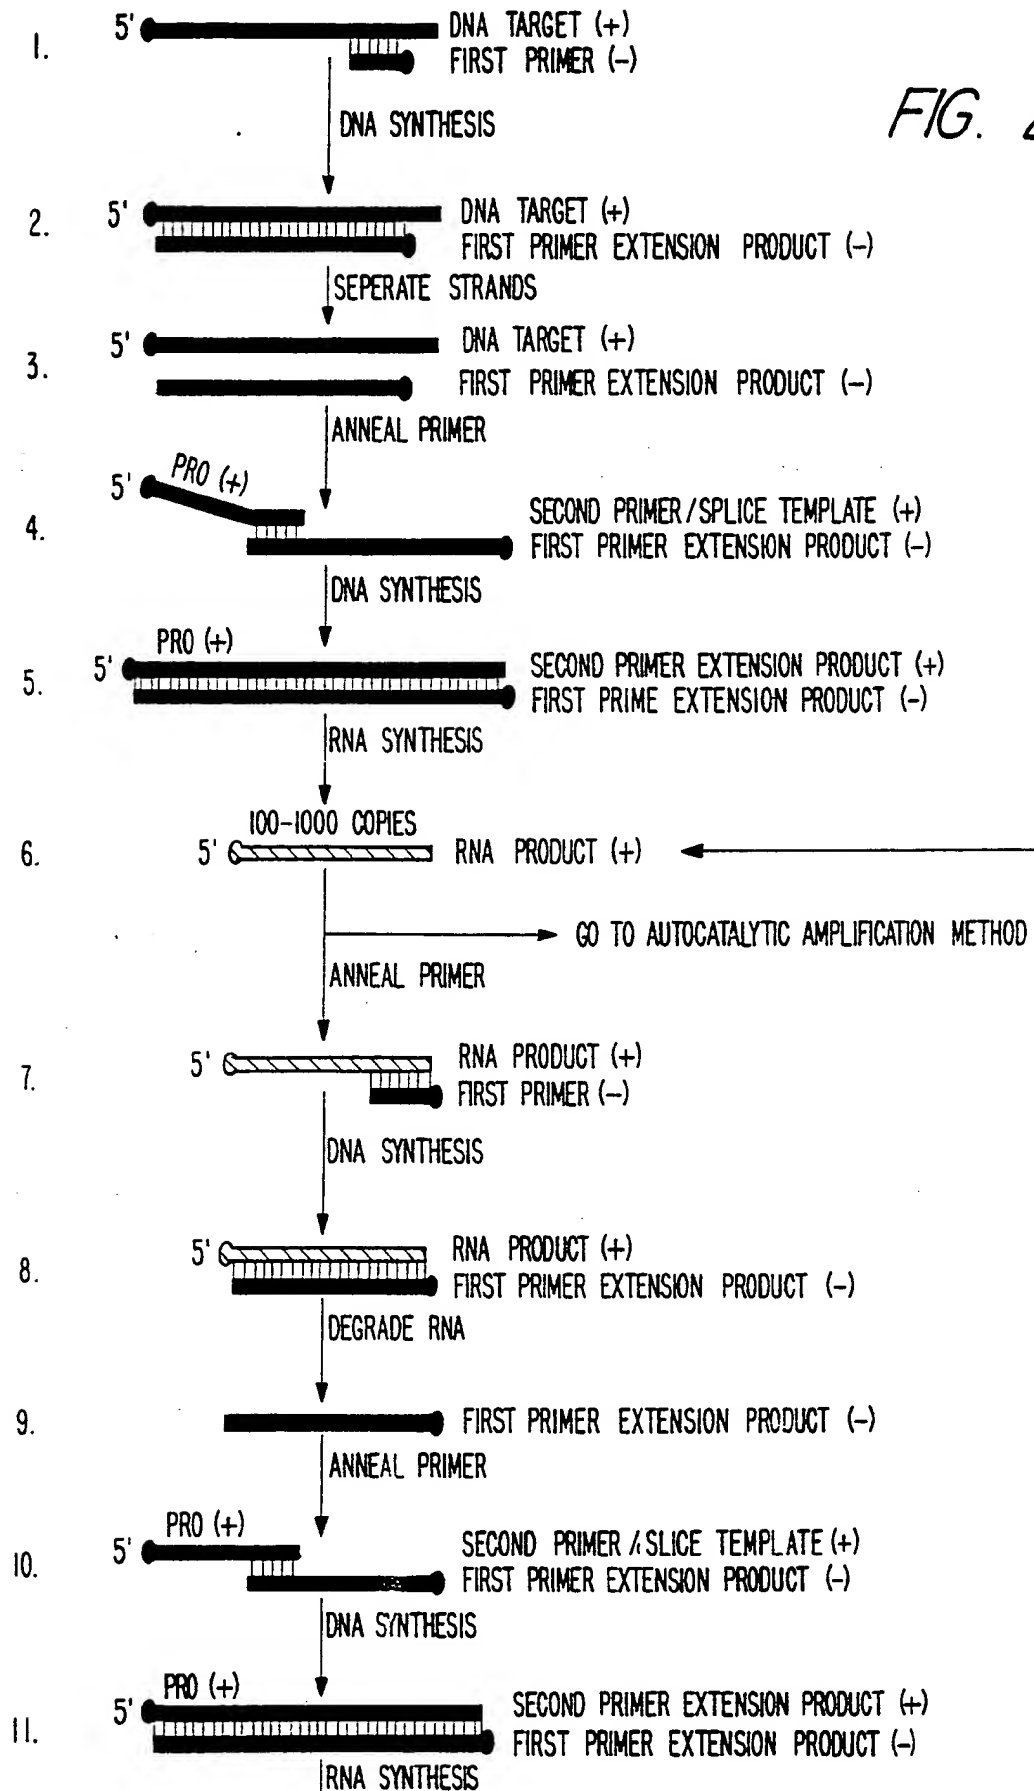 FIG.
1.
5' DNA TARGET (+)
FIRST PRIMER (-)
DNA SYNTHESIS
2.
5' DNA TARGET (+)
FIRST PRIMER EXTENSION PRODUCT (-)
SEPERATE STRANDS
3.
5' DNA TARGET (+)
FIRST PRIMER EXTENSION PRODUCT (-)
ANNEAL PRIMER
4.
5' PRO (+)
SECOND PRIMER/SPLICE TEMPLATE (+)
FIRST PRIMER EXTENSION PRODUCT (-)
DNA SYNTHESIS
PRO (+)
5.
5' SECOND PRIMER EXTENSION PRODUCT (+)
FIRST PRIME EXTENSION PRODUCT (-)
RNA SYNTHESIS
100-1000 COPIES
6. 5' RNA PRODUCT (+)
GO TO AUTOCATALYTIC AMPLIFICATION METHOD
ANNEAL PRIMER
7.
5' RNA PRODUCT (+)
FIRST PRIMER (-)
DNA SYNTHESIS
8.
5' RNA PRODUCT (+)
FIRST PRIMER EXTENSION PRODUCT (-)
DEGRADE RNA
9. FIRST PRIMER EXTENSION PRODUCT (-)
ANNEAL PRIMER
PRO (+)
10.
5' SECOND PRIMER / SLICE TEMPLATE (+)
FIRST PRIMER EXTENSION PRODUCT (-)
DNA SYNTHESIS
PRO (+)
11.
5' SECOND PRIMER EXTENSION PRODUCT (+)
FIRST PRIMER EXTENSION PRODUCT (-)
RNA SYNTHESIS